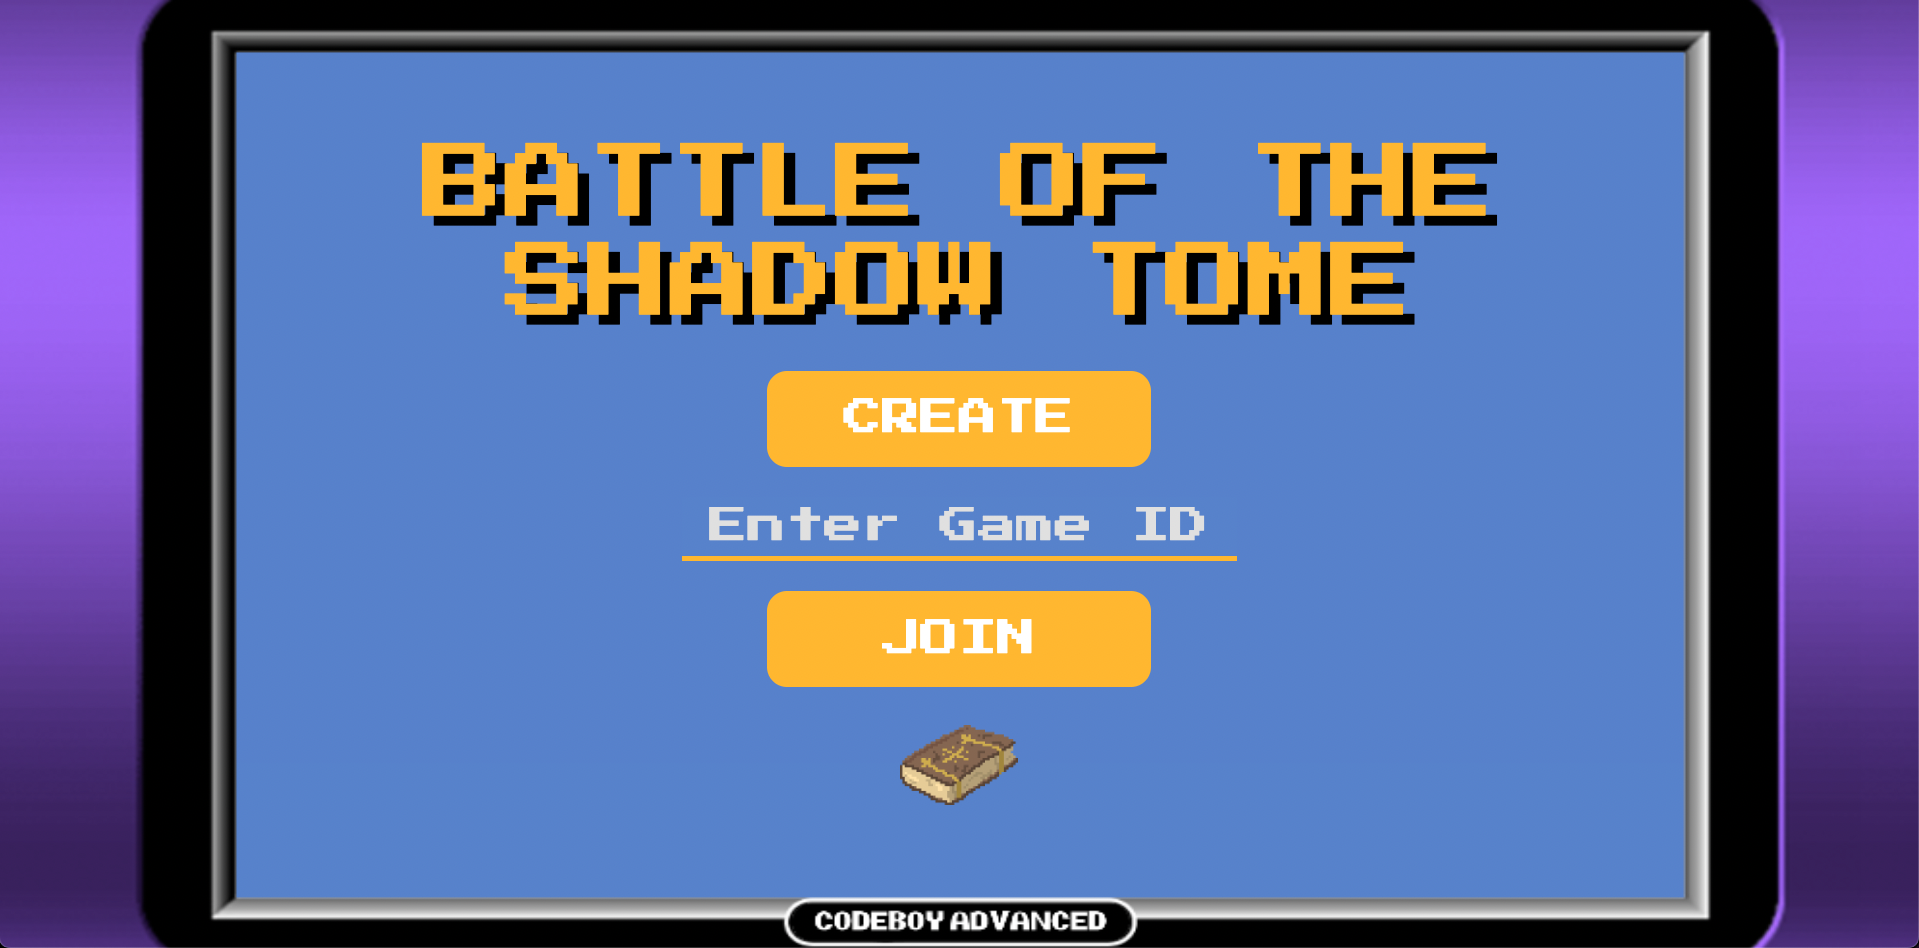 BATTLE OF THE
SHADOW TOME
CREATE
Enter Game ID
JOIN
CODEBOY ADVANCED